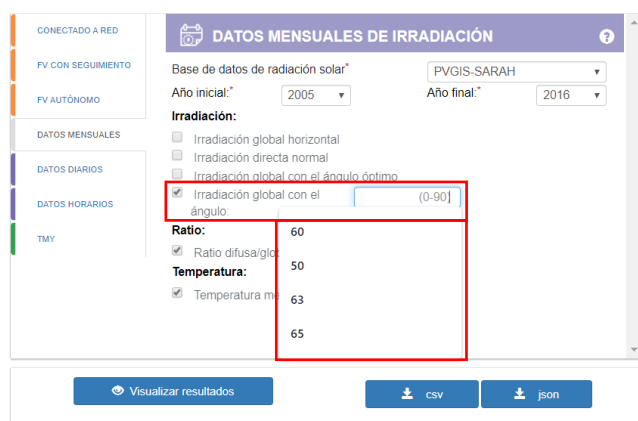 CONECTADO A RED
FV CON SEGUIMIENTO
FV AUTÓNOMO
DATOS MENSUALES
DATOS DIARIOS
DATOS HORARIOS
TMY
DATOS MENSUALES DE IRRADIACIÓN
?
Base de datos de radiación solar* PVGIS-SARAH
Año inicial:* 2005 Año final:* 2016
Irradiación:
Irradiación global horizontal
Irradiación directa normal
Irradiación global con el ángulo óptimo
Irradiación global con el (0-90)
ángulo:
Ratio:
60
Ratio difusa/glo
50
Temperatura:
Temperatura me
63
65
Visualizar resultados csv json